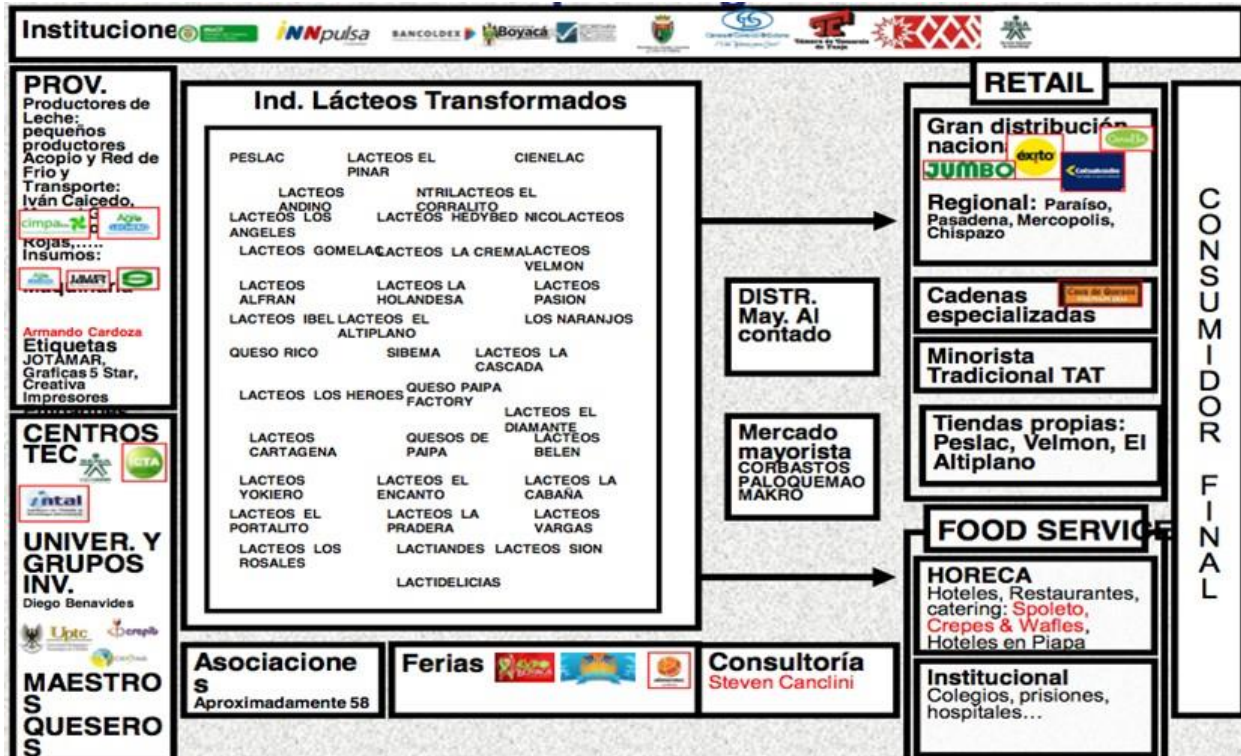 Institucione
iNNpulsa
BANCOLDEX
Boyacá
SENA
PROV.
Productores de
Leche:
pequeños
productores
Acopio y Red de
Frio y
Transporte:
Iván Caicedo,
cimpa
Rojas,.....
Insumos:
Maquinaria
Armando Cardoza
Etiquetas
JOTAMAR,
Graficas 5 Star,
Creativa
Impresores
CENTROS
TEC
ICTA
intal
UNIVER. Y
GRUPOS
INV.
Diego Benavides
Uptc
MAESTRO
S
QUESERO
S
Ind. Lácteos Transformados
PESLAC LACTEOS EL CIENELAC
PINAR
LACTEOS NTRILACTEOS EL
ANDINO CORRALITO
LACTEOS LOS LACTEOS HEDYBED NICOLACTEOS
ANGELES
LACTEOS GOMELAC LACTEOS LA CREMA LACTEOS
VELMON
LACTEOS LACTEOS LA LACTEOS
ALFRAN HOLANDESA PASION
LACTEOS IBEL LACTEOS EL LOS NARANJOS
ALTIPLANO
QUESO RICO SIBEMA LACTEOS LA
CASCADA
LACTEOS LOS HEROES QUESO PAIPA
FACTORY
LACTEOS EL
DIAMANTE
LACTEOS QUESOS DE LACTEOS
CARTAGENA PAIPA BELEN
LACTEOS LACTEOS EL LACTEOS LA
YOKIERO ENCANTO CABAÑA
LACTEOS EL LACTEOS LA LACTEOS
PORTALITO PRADERA VARGAS
LACTEOS LOS LACTIANDES LACTEOS SION
ROSALES
LACTIDELICIAS
Asociacione
s
Aproximadamente 58
Ferias
Consultoría
Steven Canclini
DISTR.
May. Al
contado
Mercado
mayorista
CORBASTOS
PALOQUEMAO
MAKRO
RETAIL
Gran distribución
nacion
JUMBO
éxito
Regional: Paraíso,
Pasadena, Mercopolis,
Chispazo
Cadenas
especializadas
Minorista
Tradicional TAT
Tiendas propias:
Peslac, Velmon, El
Altiplano
FOOD SERVICE
HORECA
Hoteles, Restaurantes,
catering: Spoleto,
Crepes & Wafles,
Hoteles en Piapa
Institucional
Colegios, prisiones,
hospitales...
CONSUMIDOR FINAL